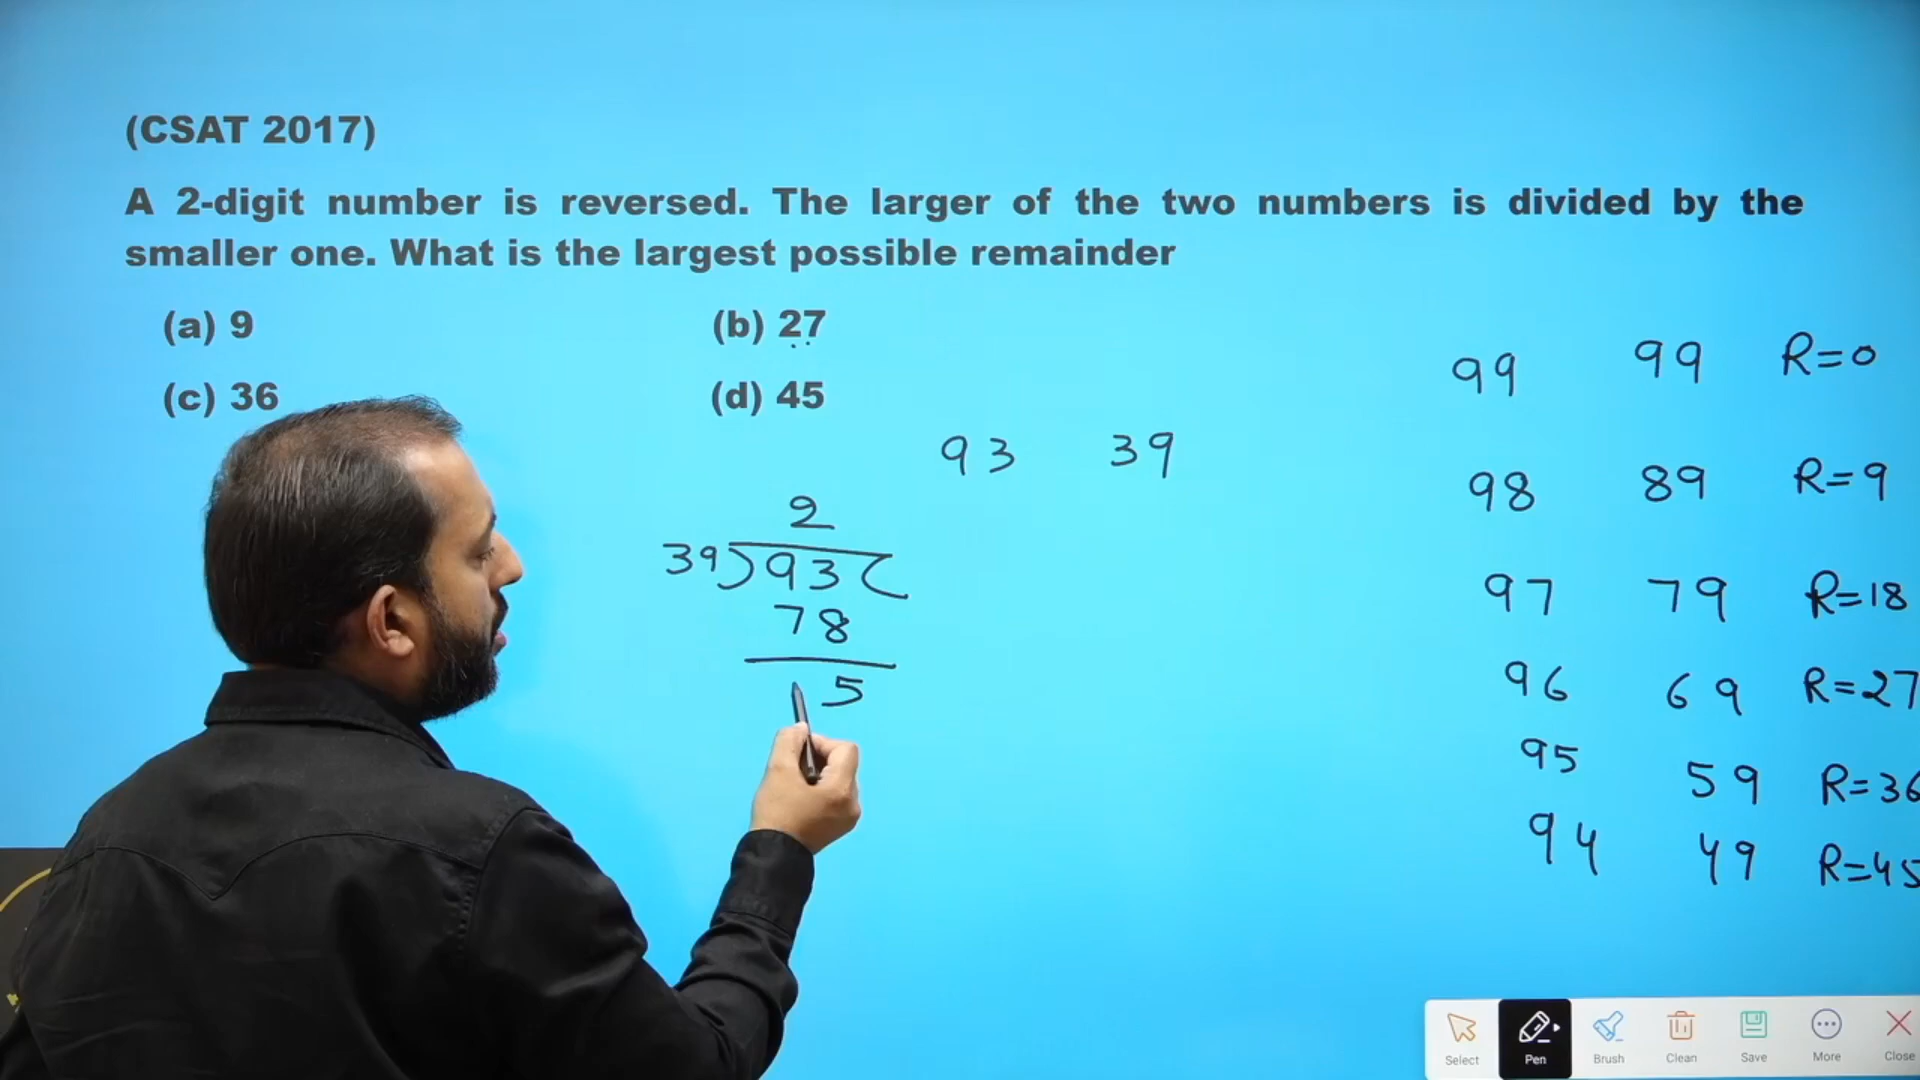 (CSAT 2017)
A 2-digit number is reversed. The larger of the two numbers is divided by the
smaller one. What is the largest possible remainder
(a) 9
(b) 27
(c) 36
(d) 45
93 39
2
39)93(
78
15
99 99 R=0
98 89 R=9
97 79 R=18
96 69 R=27
95 59 R=36
94 49 R=45
Select Pen Brush Clean Save More Close